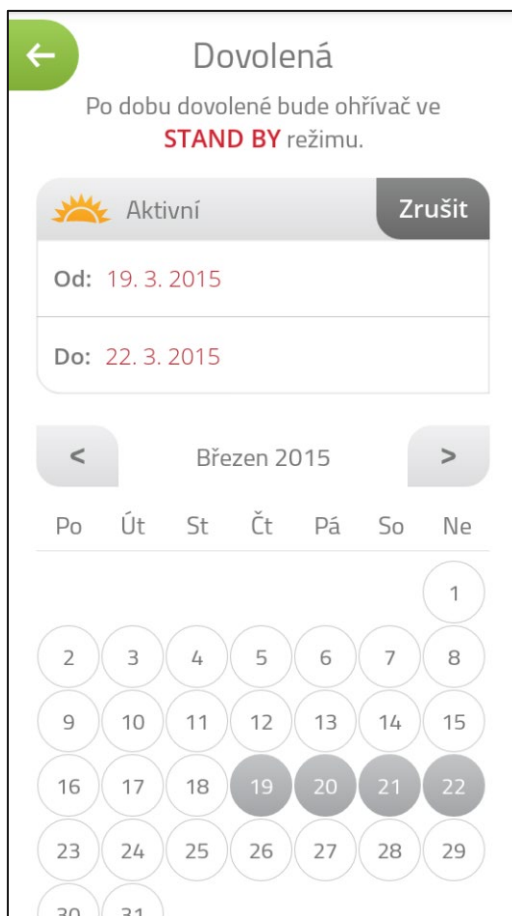 Dovolená
Po dobu dovolené bude ohřívač ve
STAND BY režimu.
Aktivní Zrušit
Od: 19. 3. 2015
Do: 22. 3. 2015
< Březen 2015 >
Po Út St Čt Pá So Ne
1
2 3 4 5 6 7 8
9 10 11 12 13 14 15
16 17 18 19 20 21 22
23 24 25 26 27 28 29
30 31